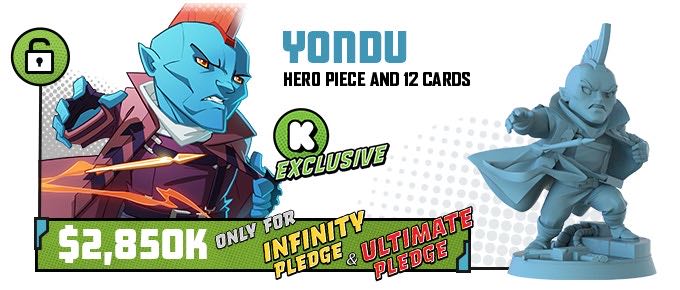 YONDU
HERO PIECE AND 12 CARDS
K
EXCLUSIVE
$2,850K
ONLY FOR
INFINITY
PLEDGE
&
ULTIMATE
PLEDGE